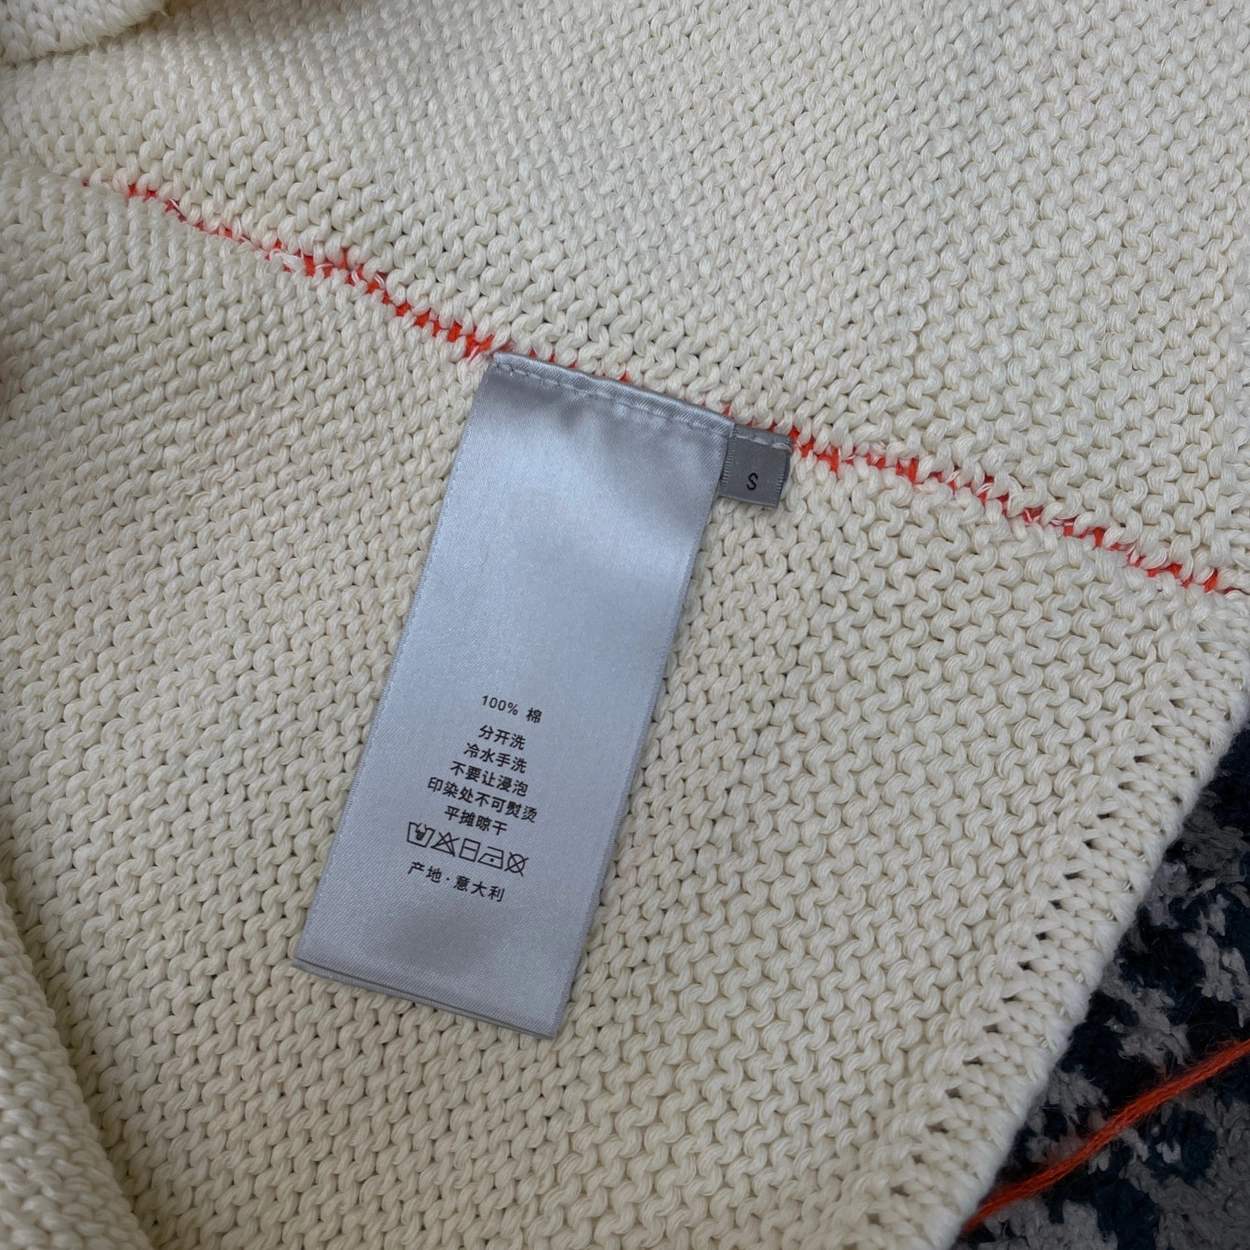 S
100% 棉
分开洗
冷水手洗
不要让浸泡
印染处不可熨烫
平摊晾干
产地·意大利